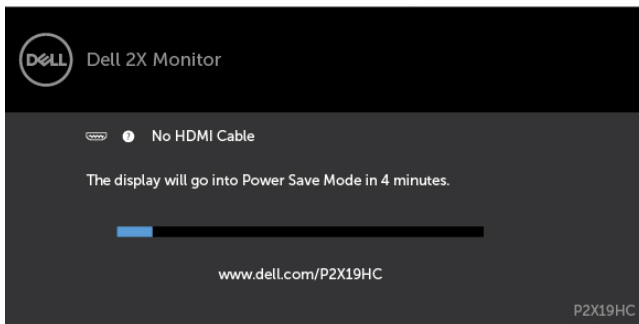 DELL
Dell 2X Monitor
? No HDMI Cable
The display will go into Power Save Mode in 4 minutes.
www.dell.com/P2X19HC
P2X19HC